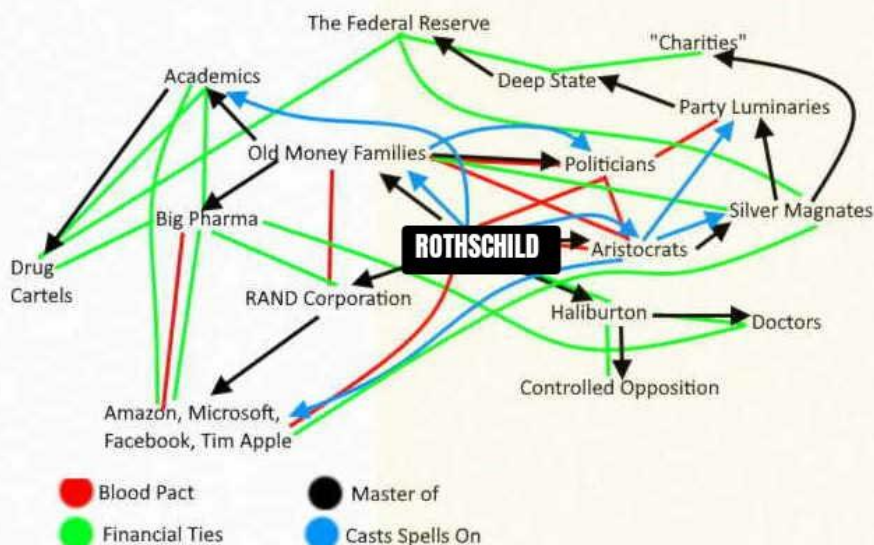 The Federal Reserve
"Charities"
Academics
Deep State
Party Luminaries
Old Money Families
Politicians
Big Pharma
Silver Magnates
ROTHSCHILD
Aristocrats
Drug
Cartels
RAND Corporation
Haliburton
Doctors
Controlled Opposition
Amazon, Microsoft,
Facebook, Tim Apple
Blood Pact
Master of
Financial Ties
Casts Spells On